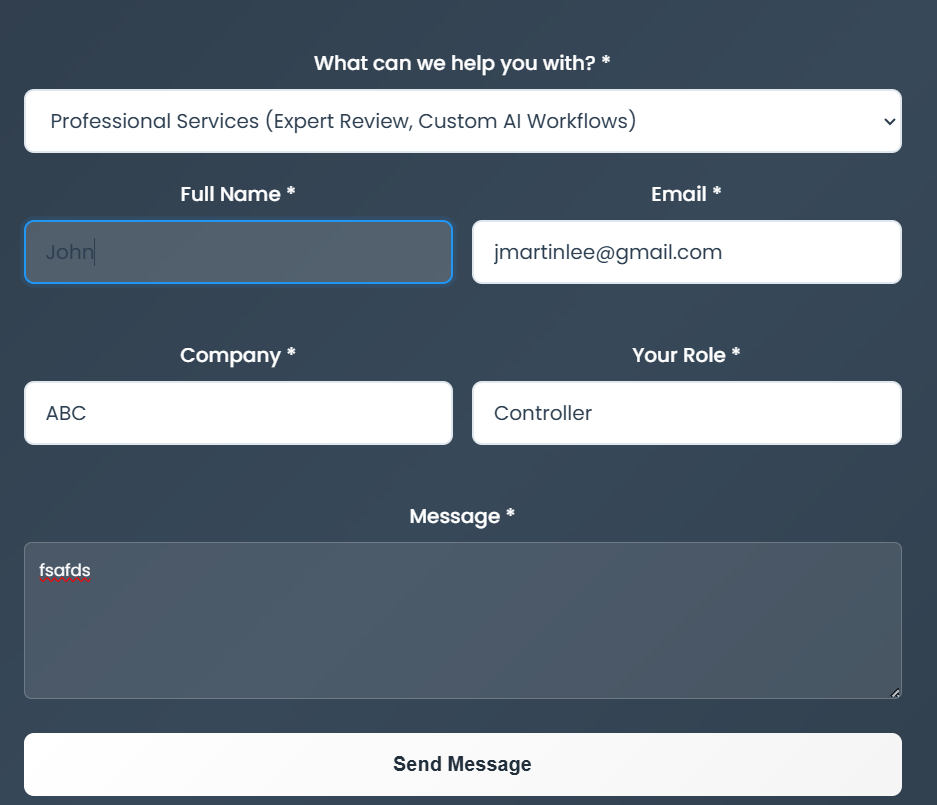 What can we help you with? *
Professional Services (Expert Review, Custom AI Workflows)
Full Name *
Email *
John
jmartinlee@gmail.com
Company *
Your Role *
ABC
Controller
Message *
fsafds
Send Message